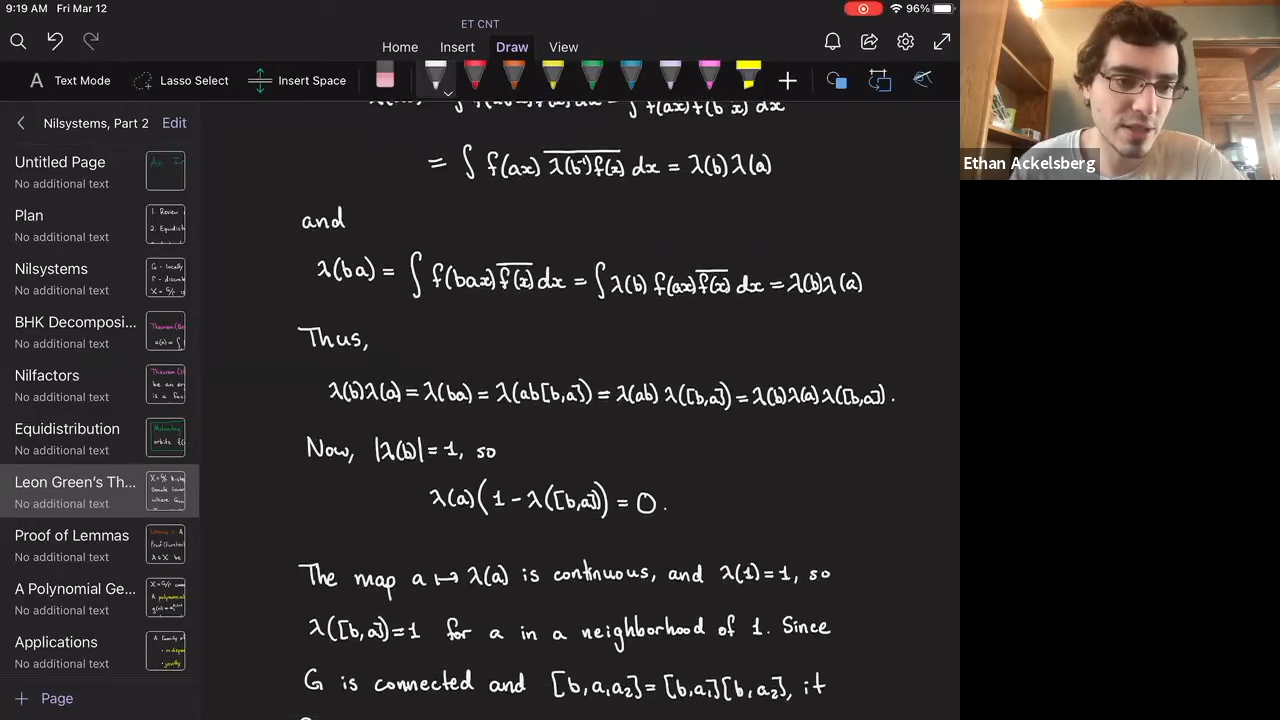 9:19 AM Fri Mar 12
96%
ET CNT
Home Insert Draw View
Text Mode Lasso Select Insert Space
Nilsystems, Part 2 Edit
Untitled Page
No additional text
Plan
No additional text
Nilsystems
No additional text
BHK Decomposi...
No additional text
Nilfactors
No additional text
Equidistribution
No additional text
Leon Green's Th...
No additional text
Proof of Lemmas
No additional text
A Polynomial Ge...
No additional text
Applications
No additional text
+ Page
= ∫ f(ax) \overline{λ(b⁻¹)f(x)} dx = λ(b)λ(a)
and
λ(ba) = ∫ f(bax) \overline{f(x)} dx = ∫ λ(b) f(ax) \overline{f(x)} dx = λ(b)λ(a)
Thus,
λ(b)λ(a) = λ(ba) = λ(ab[b,a]) = λ(ab) λ([b,a]) = λ(b)λ(a)λ([b,a]).
Now, |λ(b)| = 1, so
λ(a)(1 - λ([b,a])) = 0.
The map a ↦ λ(a) is continuous, and λ(1) = 1, so
λ([b,a]) = 1 for a in a neighborhood of 1. Since
G is connected and [b,a₁a₂] = [b,a₁][b,a₂], it
Ethan Ackelsberg